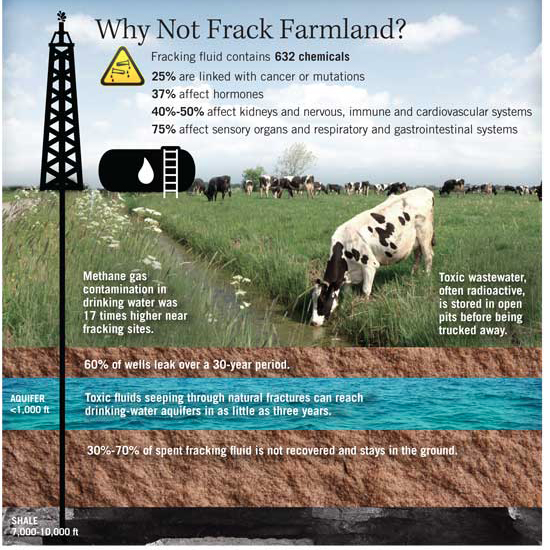 Why Not Frack Farmland?
Fracking fluid contains 632 chemicals
25% are linked with cancer or mutations
37% affect hormones
40%-50% affect kidneys and nervous, immune and cardiovascular systems
75% affect sensory organs and respiratory and gastrointestinal systems
Methane gas
contamination in
drinking water was
17 times higher near
fracking sites.
Toxic wastewater,
often radioactive,
is stored in open
pits before being
trucked away.
60% of wells leak over a 30-year period.
AQUIFER
<1,000 ft
Toxic fluids seeping through natural fractures can reach
drinking-water aquifers in as little as three years.
30%-70% of spent fracking fluid is not recovered and stays in the ground.
SHALE
7,000-10,000 ft